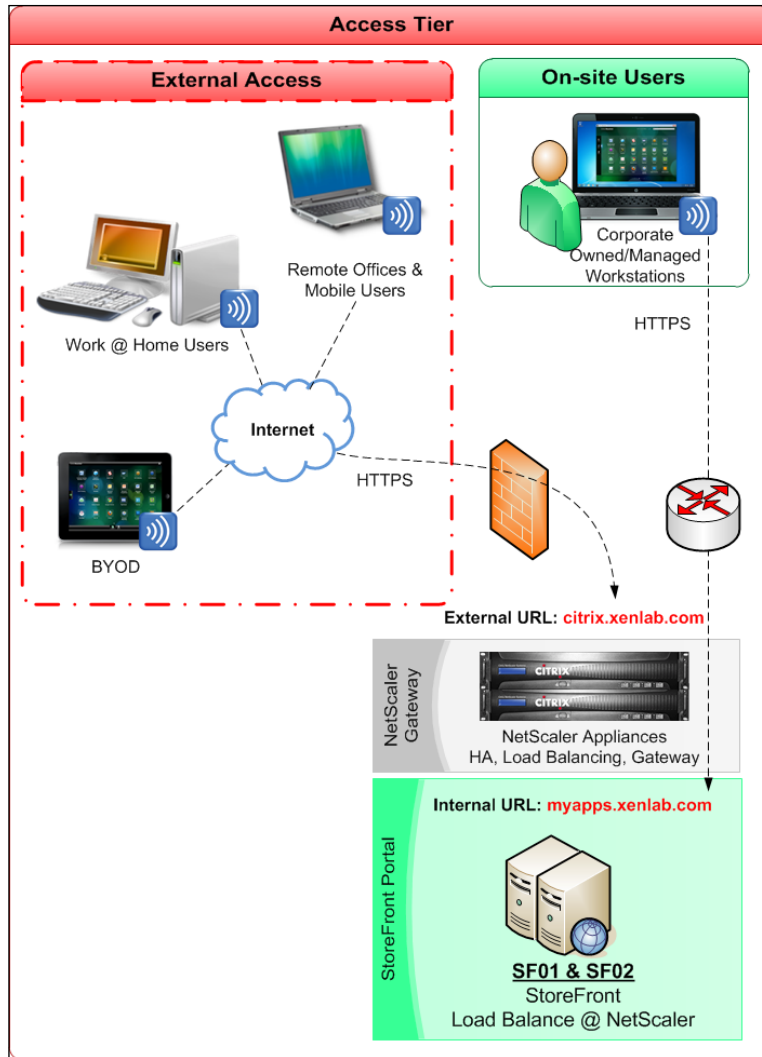 Access Tier
External Access
On-site Users
Remote Offices &
Mobile Users
Corporate
Owned/Managed
Workstations
Work @ Home Users
HTTPS
Internet
HTTPS
BYOD
External URL: citrix.xenlab.com
NetScaler
Gateway
CITRIX
CITRIX
NetScaler Appliances
HA, Load Balancing, Gateway
StoreFront Portal
Internal URL: myapps.xenlab.com
SF01 & SF02
StoreFront
Load Balance @ NetScaler